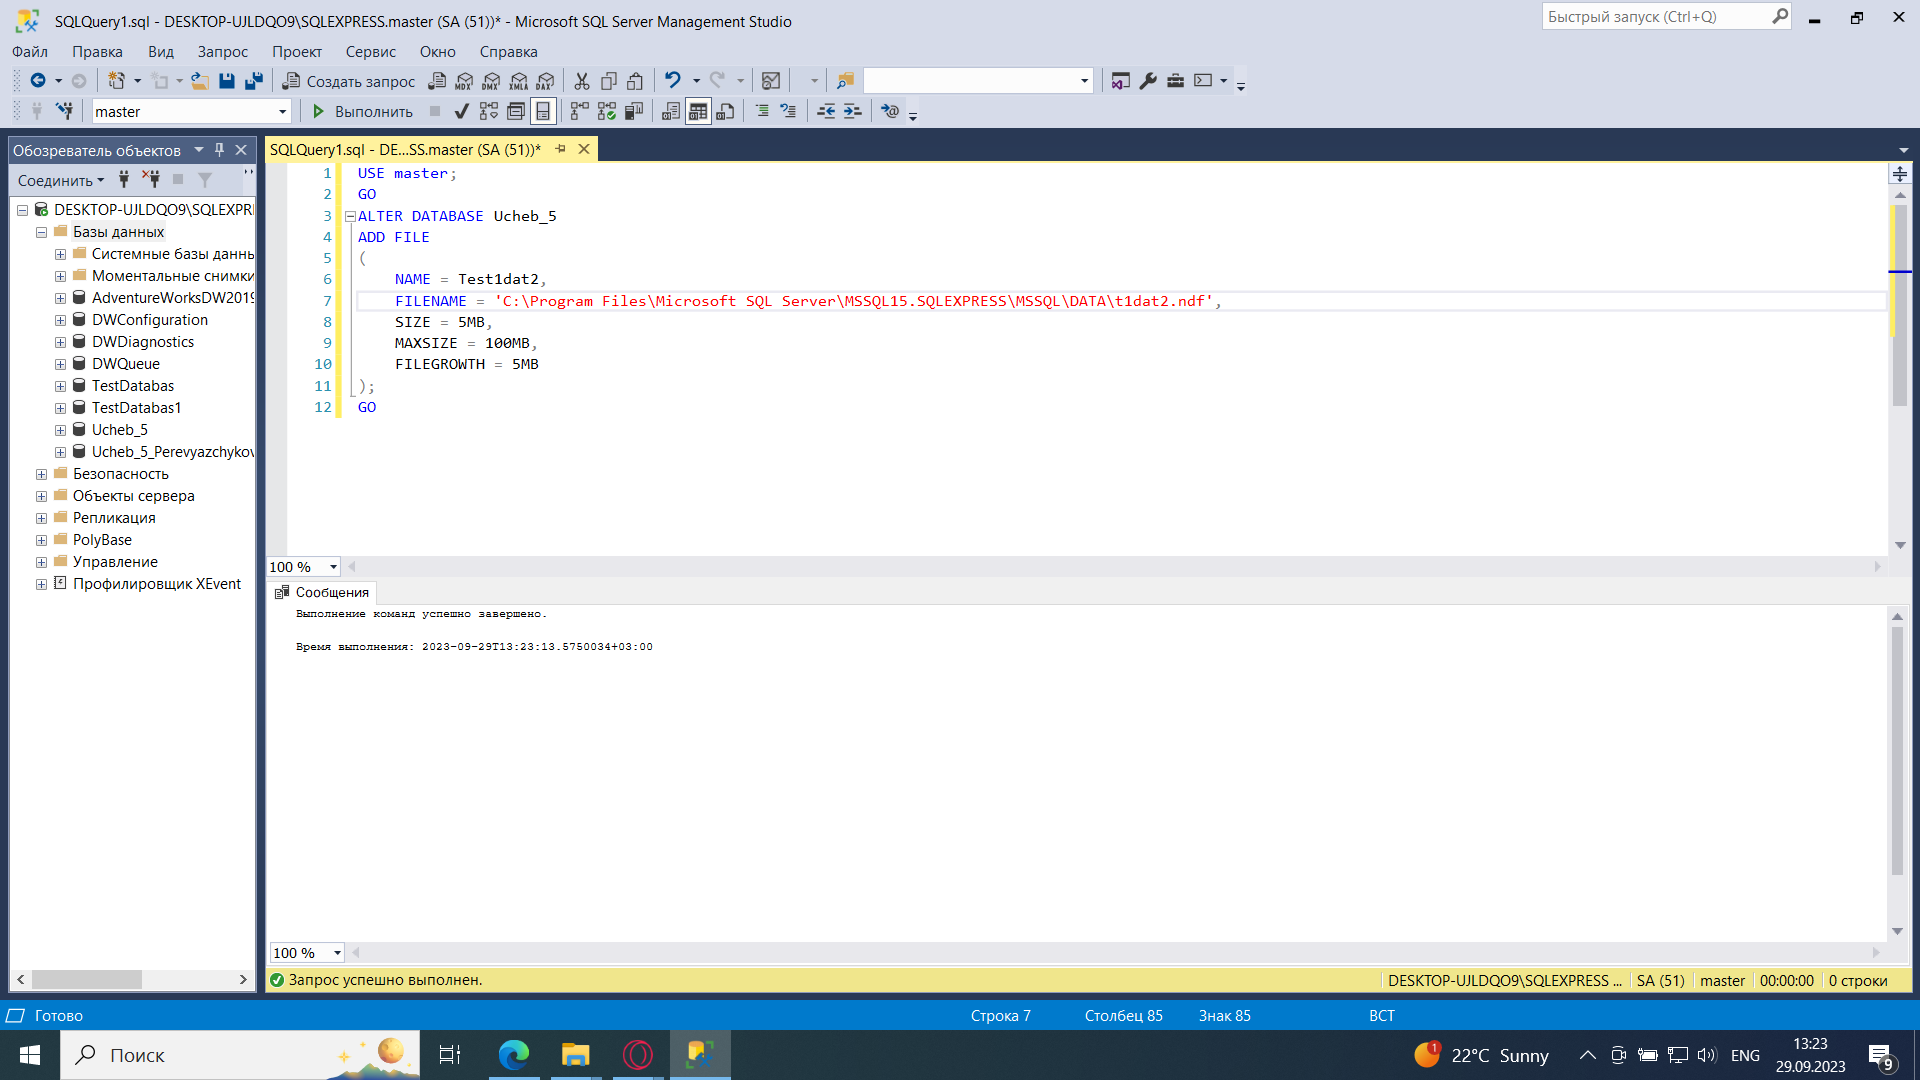 SQLQuery1.sql - DESKTOP-UJLDQO9\SQLEXPRESS.master (SA (51))* - Microsoft SQL Server Management Studio
Быстрый запуск (Ctrl+Q)
Файл Правка Вид Запрос Проект Сервис Окно Справка
Создать запрос MDX DMX XMLA DAX
master Выполнить
Обозреватель объектов
SQLQuery1.sql - DE...SS.master (SA (51))*
Соединить
DESKTOP-UJLDQO9\SQLEXPR
Базы данных
Системные базы данн
Моментальные снимки
AdventureWorksDW2019
DWConfiguration
DWDiagnostics
DWQueue
TestDatabas
TestDatabas1
Ucheb_5
Ucheb_5_Perevyazchykov
Безопасность
Объекты сервера
Репликация
PolyBase
Управление
Профилировщик XEvent
1 USE master;
2 GO
3 ALTER DATABASE Ucheb_5
4 ADD FILE
5 (
6 NAME = Test1dat2,
7 FILENAME = 'C:\Program Files\Microsoft SQL Server\MSSQL15.SQLEXPRESS\MSSQL\DATA\t1dat2.ndf',
8 SIZE = 5MB,
9 MAXSIZE = 100MB,
10 FILEGROWTH = 5MB
11 );
12 GO
100 %
Сообщения
Выполнение команд успешно завершено.
Время выполнения: 2023-09-29T13:23:13.5750034+03:00
100 %
Запрос успешно выполнен.
DESKTOP-UJLDQO9\SQLEXPRESS ... SA (51) master 00:00:00 0 строки
Готово
Строка 7 Столбец 85 Знак 85 ВСТ
Поиск
1 22°C Sunny
ENG
13:23
29.09.2023
9